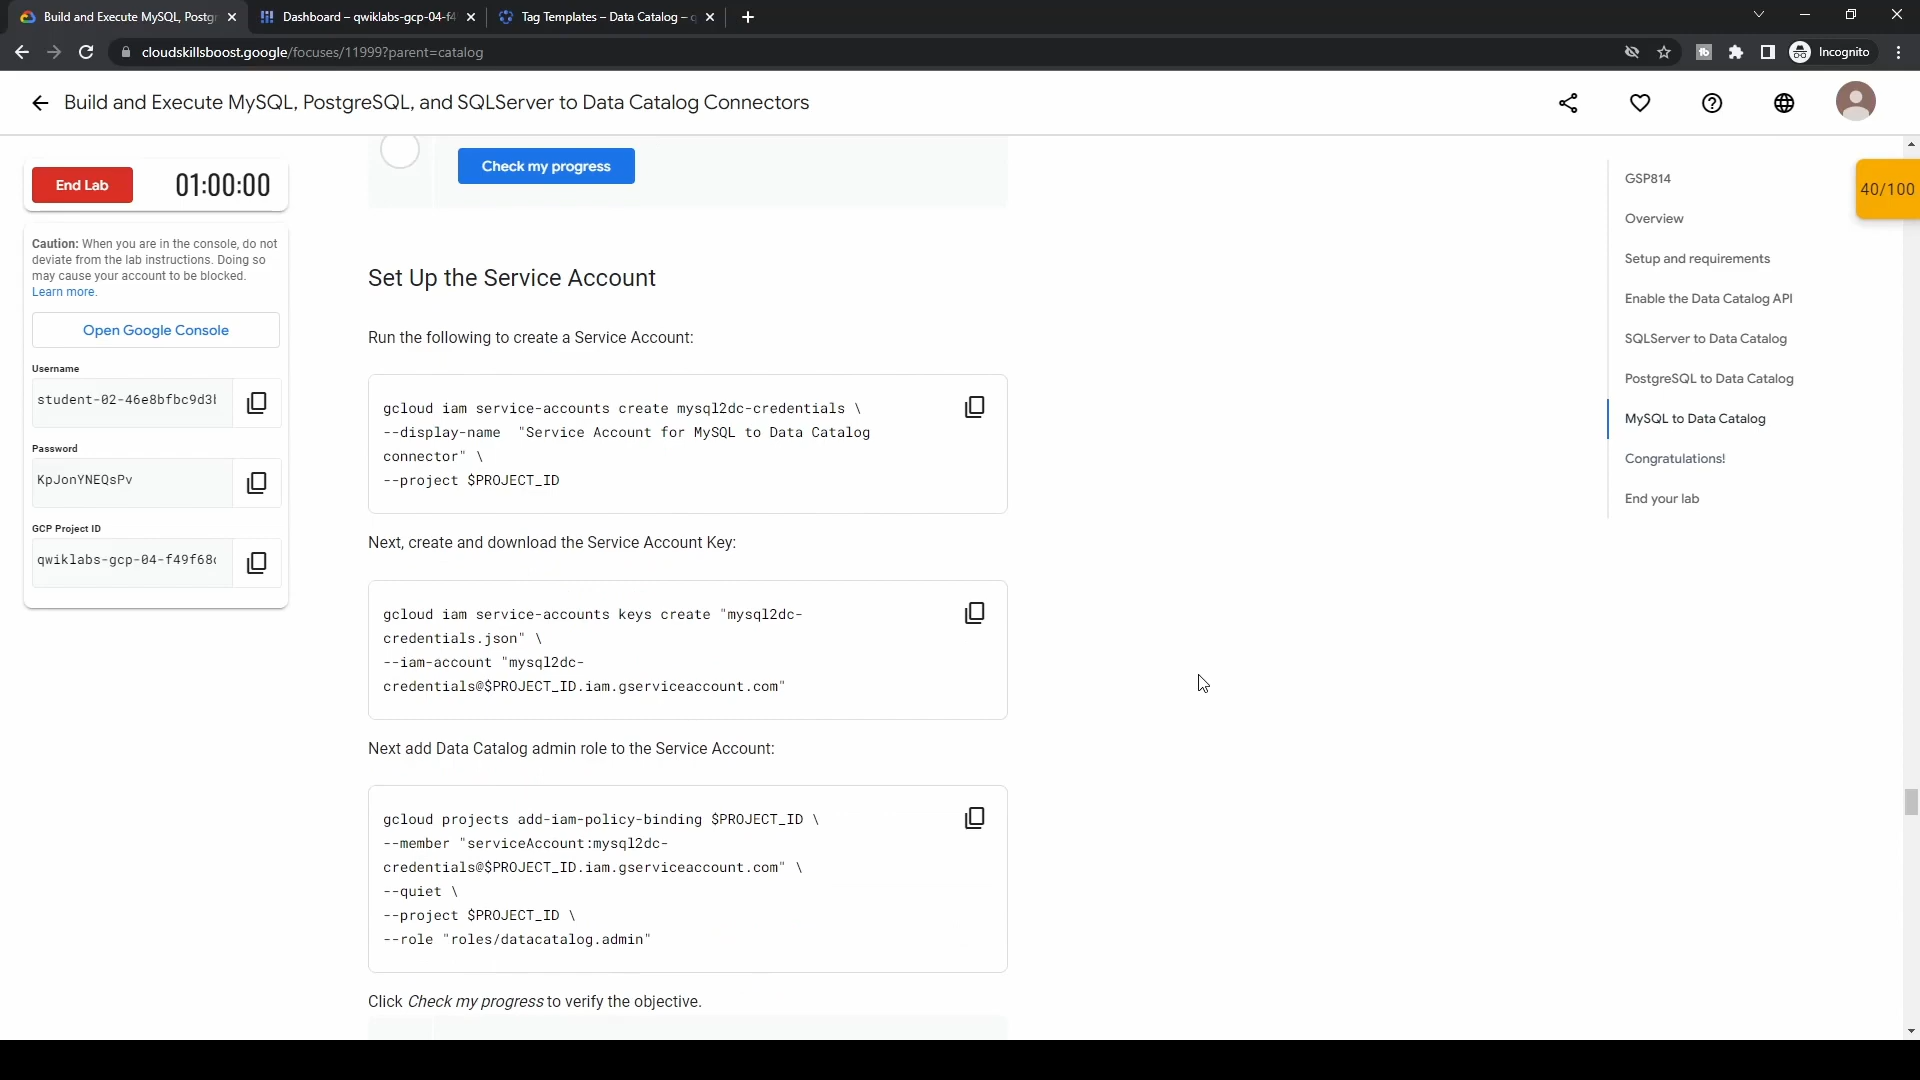 Build and Execute MySQL, Postgr
Dashboard – qwiklabs-gcp-04-f4
Tag Templates – Data Catalog – q
cloudskillsboost.google/focuses/11999?parent=catalog
Incognito
Build and Execute MySQL, PostgreSQL, and SQLServer to Data Catalog Connectors
End Lab
01:00:00
Caution: When you are in the console, do not
deviate from the lab instructions. Doing so
may cause your account to be blocked.
Learn more.
Open Google Console
Username
student-02-46e8bfbc9d3b
Password
KpJonYNEQsPv
GCP Project ID
qwiklabs-gcp-04-f49f68c
Check my progress
Set Up the Service Account
Run the following to create a Service Account:
gcloud iam service-accounts create mysql2dc-credentials \
--display-name  "Service Account for MySQL to Data Catalog
connector" \
--project $PROJECT_ID
Next, create and download the Service Account Key:
gcloud iam service-accounts keys create "mysql2dc-
credentials.json" \
--iam-account "mysql2dc-
credentials@$PROJECT_ID.iam.gserviceaccount.com"
Next add Data Catalog admin role to the Service Account:
gcloud projects add-iam-policy-binding $PROJECT_ID \
--member "serviceAccount:mysql2dc-
credentials@$PROJECT_ID.iam.gserviceaccount.com" \
--quiet \
--project $PROJECT_ID \
--role "roles/datacatalog.admin"
Click Check my progress to verify the objective.
GSP814
Overview
Setup and requirements
Enable the Data Catalog API
SQLServer to Data Catalog
PostgreSQL to Data Catalog
MySQL to Data Catalog
Congratulations!
End your lab
40/100